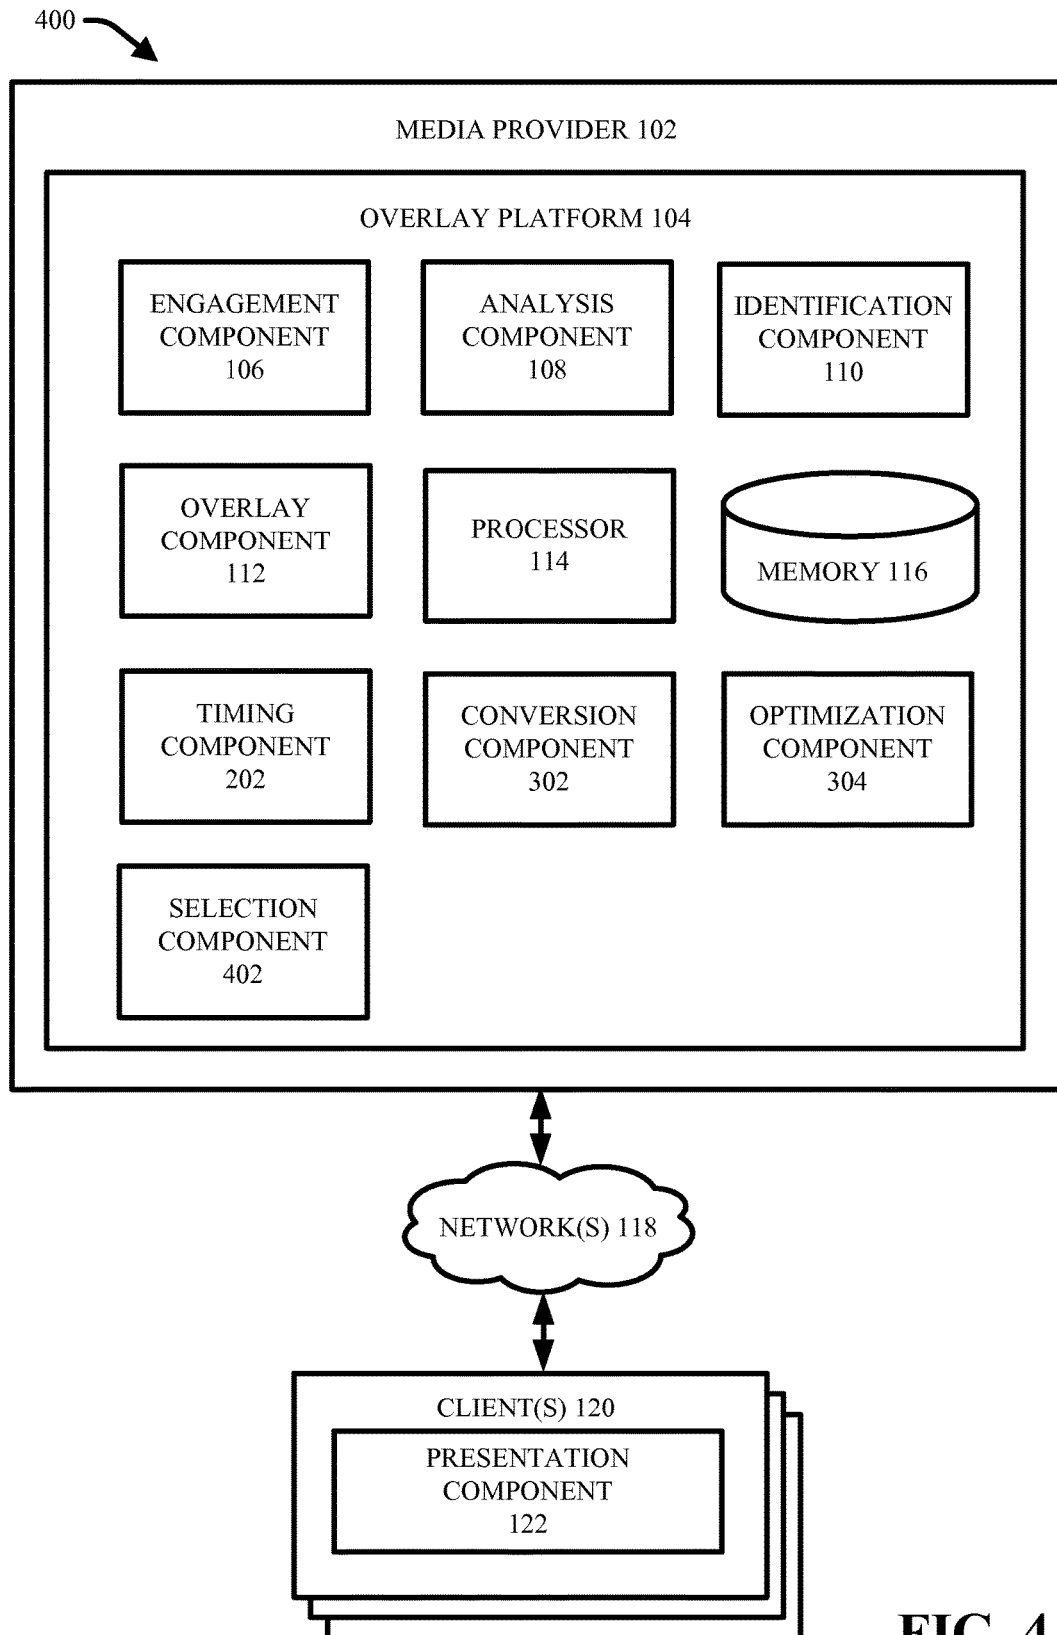 400
MEDIA PROVIDER 102
OVERLAY PLATFORM 104
ENGAGEMENT
COMPONENT
106
ANALYSIS
COMPONENT
108
IDENTIFICATION
COMPONENT
110
OVERLAY
COMPONENT
112
PROCESSOR
114
MEMORY 116
TIMING
COMPONENT
202
CONVERSION
COMPONENT
302
OPTIMIZATION
COMPONENT
304
SELECTION
COMPONENT
402
NETWORK(S) 118
CLIENT(S) 120
PRESENTATION
COMPONENT
122
FIG. 4